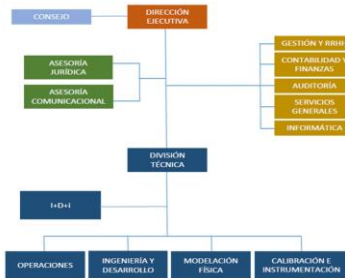 CONSEJO
DIRECCIÓN
EJECUTIVA
ASESORÍA
JURÍDICA
ASESORÍA
COMUNICACIONAL
GESTIÓN Y RRHH
CONTABILIDAD Y
FINANZAS
AUDITORÍA
SERVICIOS
GENERALES
INFORMÁTICA
DIVISIÓN
TÉCNICA
I+D+i
OPERACIONES
INGENIERÍA Y
DESARROLLO
MODELACIÓN
FÍSICA
CALIBRACIÓN E
INSTRUMENTACIÓN